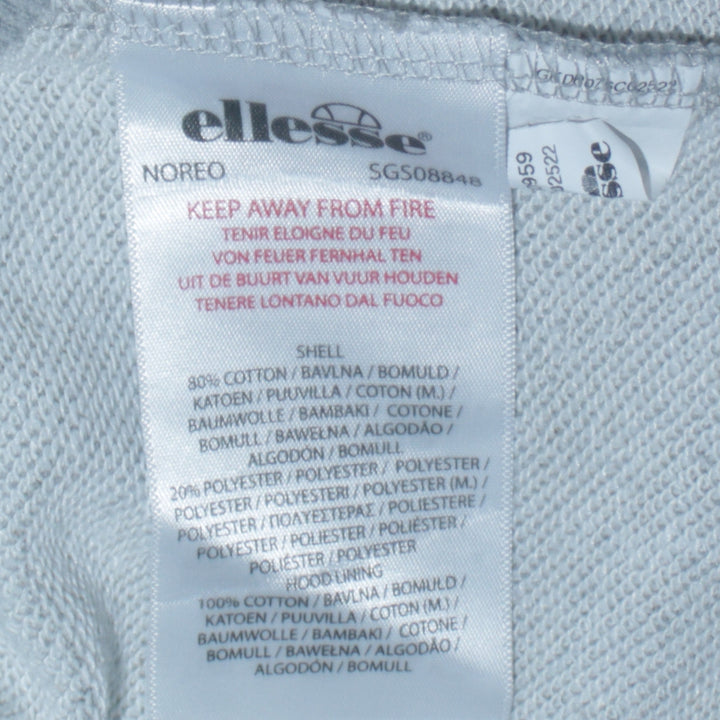 ellesse®
NOREO SGS08848
KEEP AWAY FROM FIRE
TENIR ELOIGNE DU FEU
VON FEUER FERNHAL TEN
UIT DE BUURT VAN VUUR HOUDEN
TENERE LONTANO DAL FUOCO
SHELL
80% COTTON / BAVLNA / BOMULD /
KATOEN / PUUVILLA / COTON (M.) /
BAUMWOLLE / BAMBAKI / COTONE /
BOMULL / BAWEŁNA / ALGODÃO /
ALGODÓN / BOMULL
20% POLYESTER / POLYESTER / POLYESTER /
POLYESTER / POLYESTERI / POLYESTER (M.) /
POLYESTER / ΠΟΛΥΕΣΤΕΡΑΣ / POLIESTERE /
POLYESTER / POLIESTER / POLIÉSTER /
POLIÉSTER / POLYESTER
HOOD LINING
100% COTTON / BAVLNA / BOMULD /
KATOEN / PUUVILLA / COTON (M.) /
BAUMWOLLE / BAMBAKI / COTONE /
BOMULL / BAWEŁNA / ALGODÃO /
ALGODÓN / BOMULL
959
02522
esse